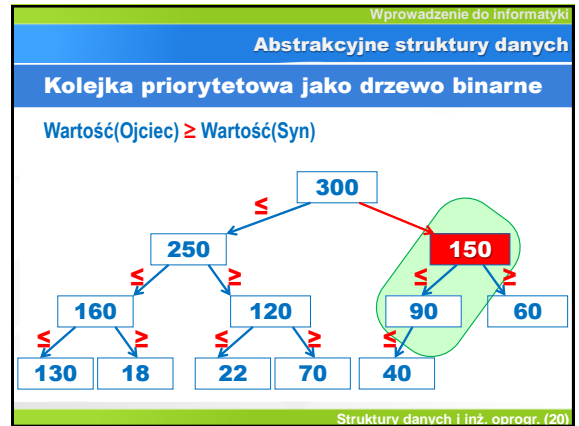 Wprowadzenie do informatyki
Abstrakcyjne struktury danych
Kolejka priorytetowa jako drzewo binarne
Wartość(Ojciec) ≥ Wartość(Syn)
300
≤
250 150
≤ ≥ ≤ ≥
160 120 90 60
≤ ≥ ≤ ≥ ≤
130 18 22 70 40
Struktury danych i inż. oprogr. (20)